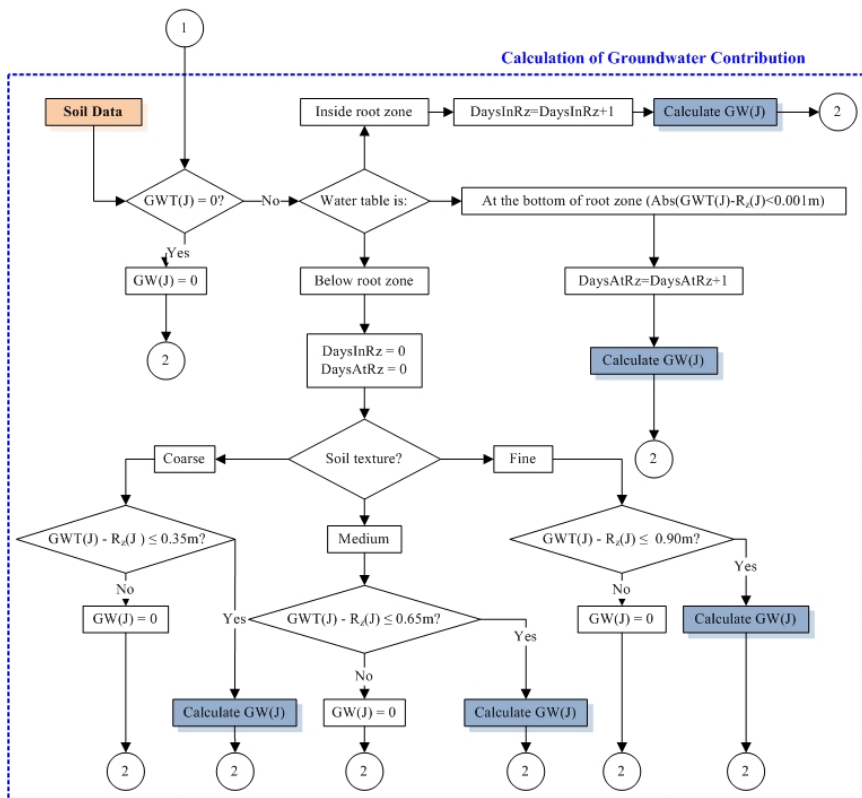 1
Calculation of Groundwater Contribution
Soil Data
Inside root zone
DaysInRz=DaysInRz+1
Calculate GW(J)
2
GWT(J) = 0?
No
Water table is:
At the bottom of root zone (Abs(GWT(J)-Rz(J)<0.001m)
Yes
GW(J) = 0
Below root zone
DaysAtRz=DaysAtRz+1
2
DaysInRz = 0
DaysAtRz = 0
Calculate GW(J)
2
Coarse
Soil texture?
Fine
GWT(J) - Rz(J ) ≤ 0.35m?
Medium
GWT(J) - Rz(J) ≤ 0.90m?
No
Yes
GW(J) = 0
Yes
GWT(J) - Rz(J) ≤ 0.65m?
Yes
No
GW(J) = 0
Calculate GW(J)
No
Calculate GW(J)
GW(J) = 0
Calculate GW(J)
2
2
2
2
2
2